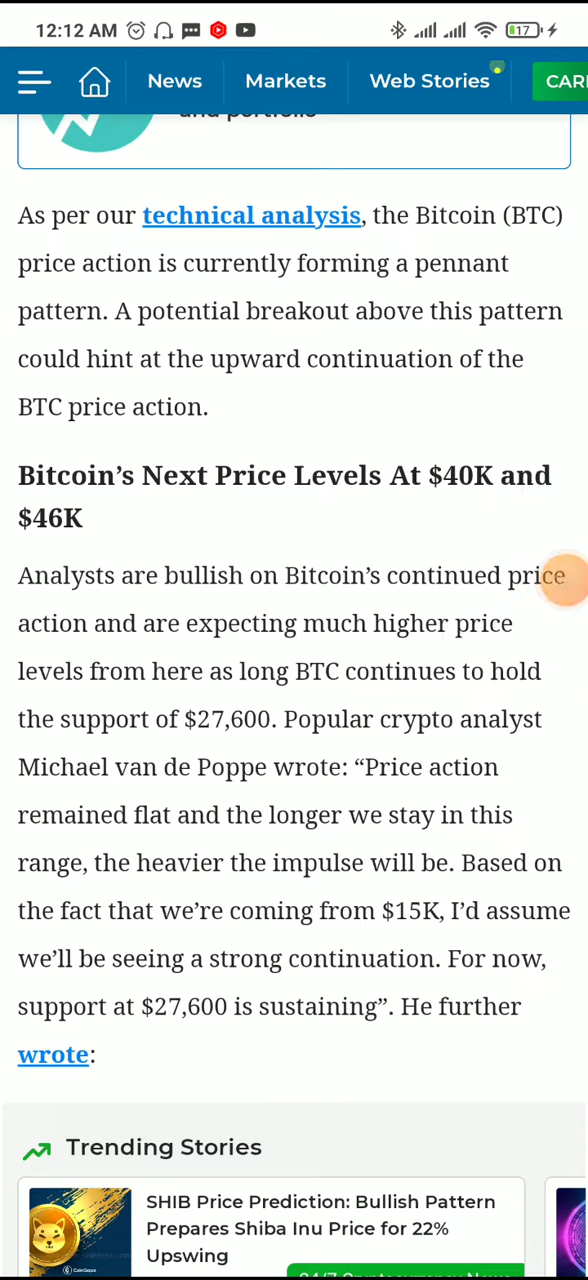 12:12 AM
17
News
Markets
Web Stories
CAR
and portfolio
As per our technical analysis, the Bitcoin (BTC)
price action is currently forming a pennant
pattern. A potential breakout above this pattern
could hint at the upward continuation of the
BTC price action.
Bitcoin’s Next Price Levels At $40K and
$46K
Analysts are bullish on Bitcoin’s continued price
action and are expecting much higher price
levels from here as long BTC continues to hold
the support of $27,600. Popular crypto analyst
Michael van de Poppe wrote: “Price action
remained flat and the longer we stay in this
range, the heavier the impulse will be. Based on
the fact that we’re coming from $15K, I’d assume
we’ll be seeing a strong continuation. For now,
support at $27,600 is sustaining”. He further
wrote:
Trending Stories
SHIB Price Prediction: Bullish Pattern
Prepares Shiba Inu Price for 22%
Upswing
CoinGape
24/7 Cryptocurrency News